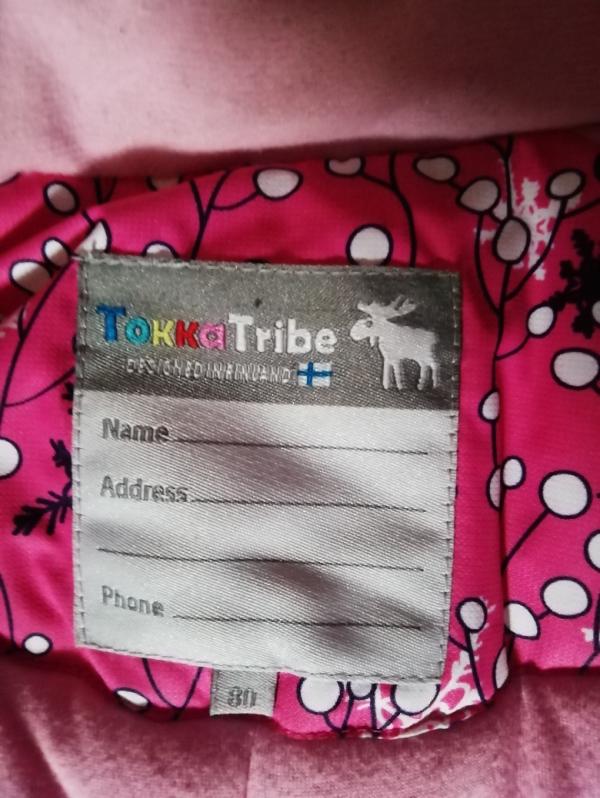 TokkaTribe
DESIGNED IN FINLAND
Name
Address
Phone
80